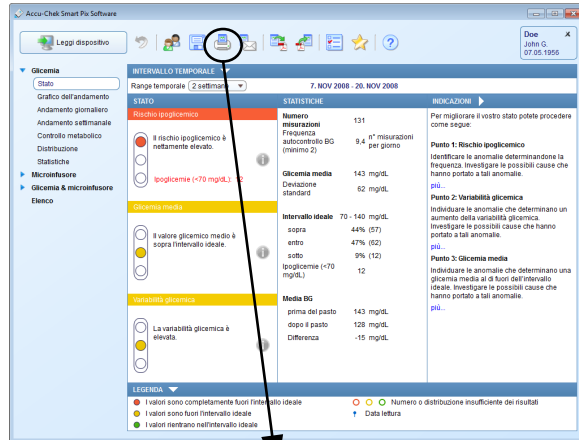 Accu-Chek Smart Pix Software
Leggi dispositivo
Doe
John G.
07.05.1956
Glicemia
Stato
Grafico dell'andamento
Andamento giornaliero
Andamento settimanale
Controllo metabolico
Distribuzione
Statistiche
Microinfusore
Glicemia & microinfusore
Elenco
INTERVALLO TEMPORALE
Range temporale 2 settimane
7. NOV 2008 - 20. NOV 2008
STATO
Rischio ipoglicemico
Il rischio ipoglicemico è
nettamente elevato.
Ipoglicemie (<70 mg/dL): 12
Glicemia media
Il valore glicemico medio è
sopra l'intervallo ideale.
Variabilità glicemica
La variabilità glicemica è
elevata.
STATISTICHE
Numero
misurazioni 131
Frequenza
autocontrollo BG 9,4 n° misurazioni
(minimo 2) per giorno
Glicemia media 143 mg/dL
Deviazione
standard 62 mg/dL
Intervallo ideale 70 - 140 mg/dL
sopra 44% (57)
entro 47% (62)
sotto 9% (12)
Ipoglicemie (<70
mg/dL) 12
Media BG
prima del pasto 143 mg/dL
dopo il pasto 128 mg/dL
Differenza -15 mg/dL
INDICAZIONI
Per migliorare il vostro stato potete procedere
come segue:
Punto 1: Rischio ipoglicemico
Identificare le anomalie determinandone la
frequenza. Investigare le possibili cause che
hanno portato a tali anomalie.
più...
Punto 2: Variabilità glicemica
Individuare le anomalie che determinano un
aumento della variabilità glicemica.
Investigare le possibili cause che hanno
portato a tali anomalie.
più...
Punto 3: Glicemia media
Individuare le anomalie che determinano una
glicemia media al di fuori dell'intervallo
ideale. Investigare le possibili cause che
hanno portato a tali anomalie.
più...
LEGENDA
I valori sono completamente fuori l'intervallo ideale
I valori sono fuori l'intervallo ideale
I valori rientrano nell'intervallo ideale
Numero o distribuzione insufficiente dei risultati
Data lettura